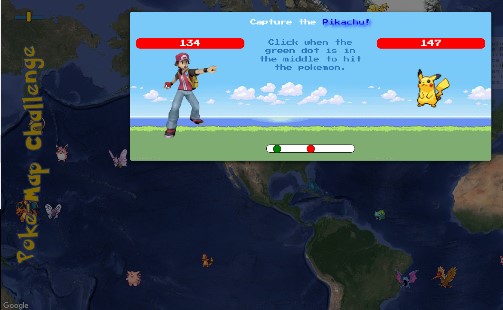 Capture the Pikachu!
134
Click when the
green dot is in
the middle to hit
the pokemon.
147
Poke Map Challenge
Google